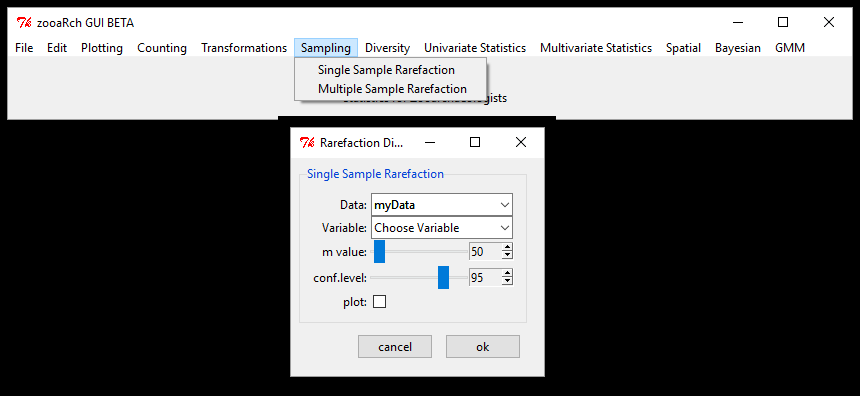 zooaRch GUI BETA
File Edit Plotting Counting Transformations Sampling Diversity Univariate Statistics Multivariate Statistics Spatial Bayesian GMM
Single Sample Rarefaction
Multiple Sample Rarefaction
Rarefaction Di...
Single Sample Rarefaction
Data: myData
Variable: Choose Variable
m value: 50
conf.level: 95
plot:
cancel ok